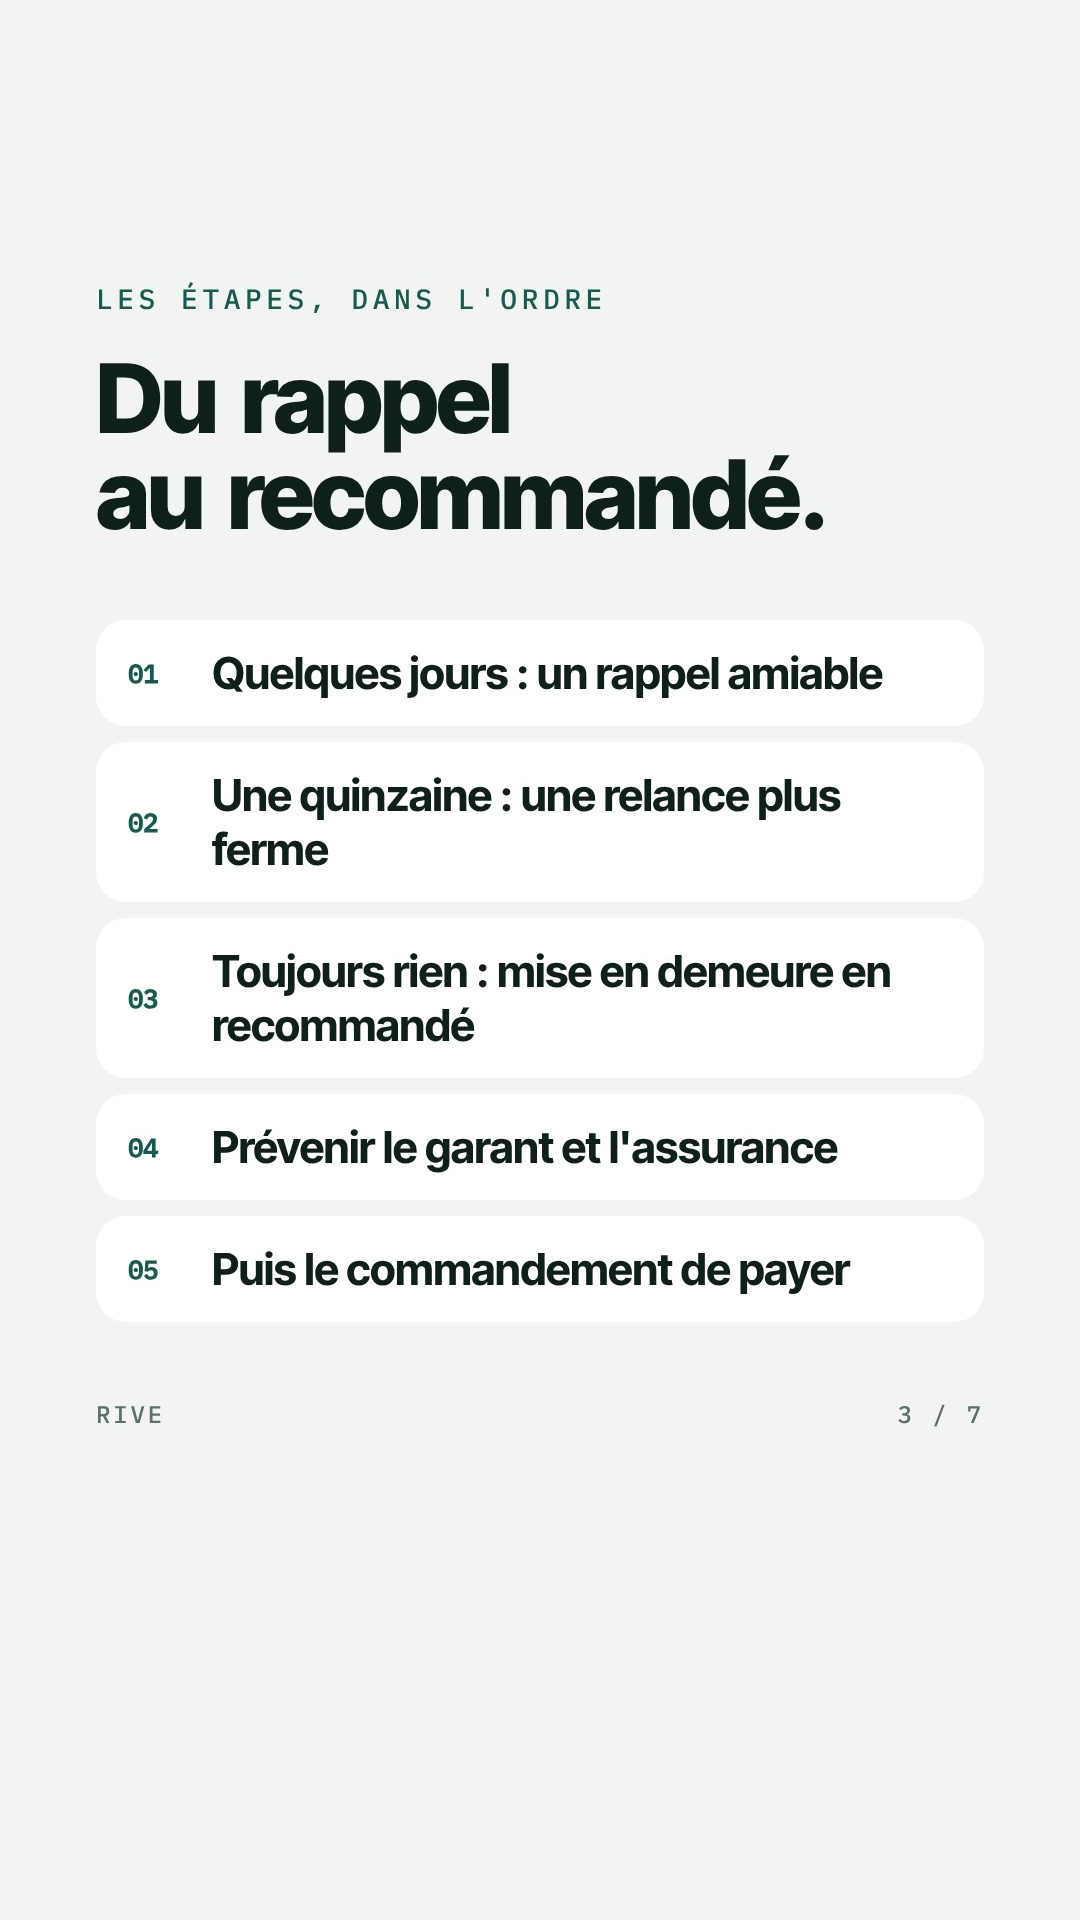 LES ÉTAPES, DANS L'ORDRE
Du rappel
au recommandé.
01 Quelques jours : un rappel amiable
02 Une quinzaine : une relance plus
ferme
03 Toujours rien : mise en demeure en
recommandé
04 Prévenir le garant et l'assurance
05 Puis le commandement de payer
RIVE 3 / 7